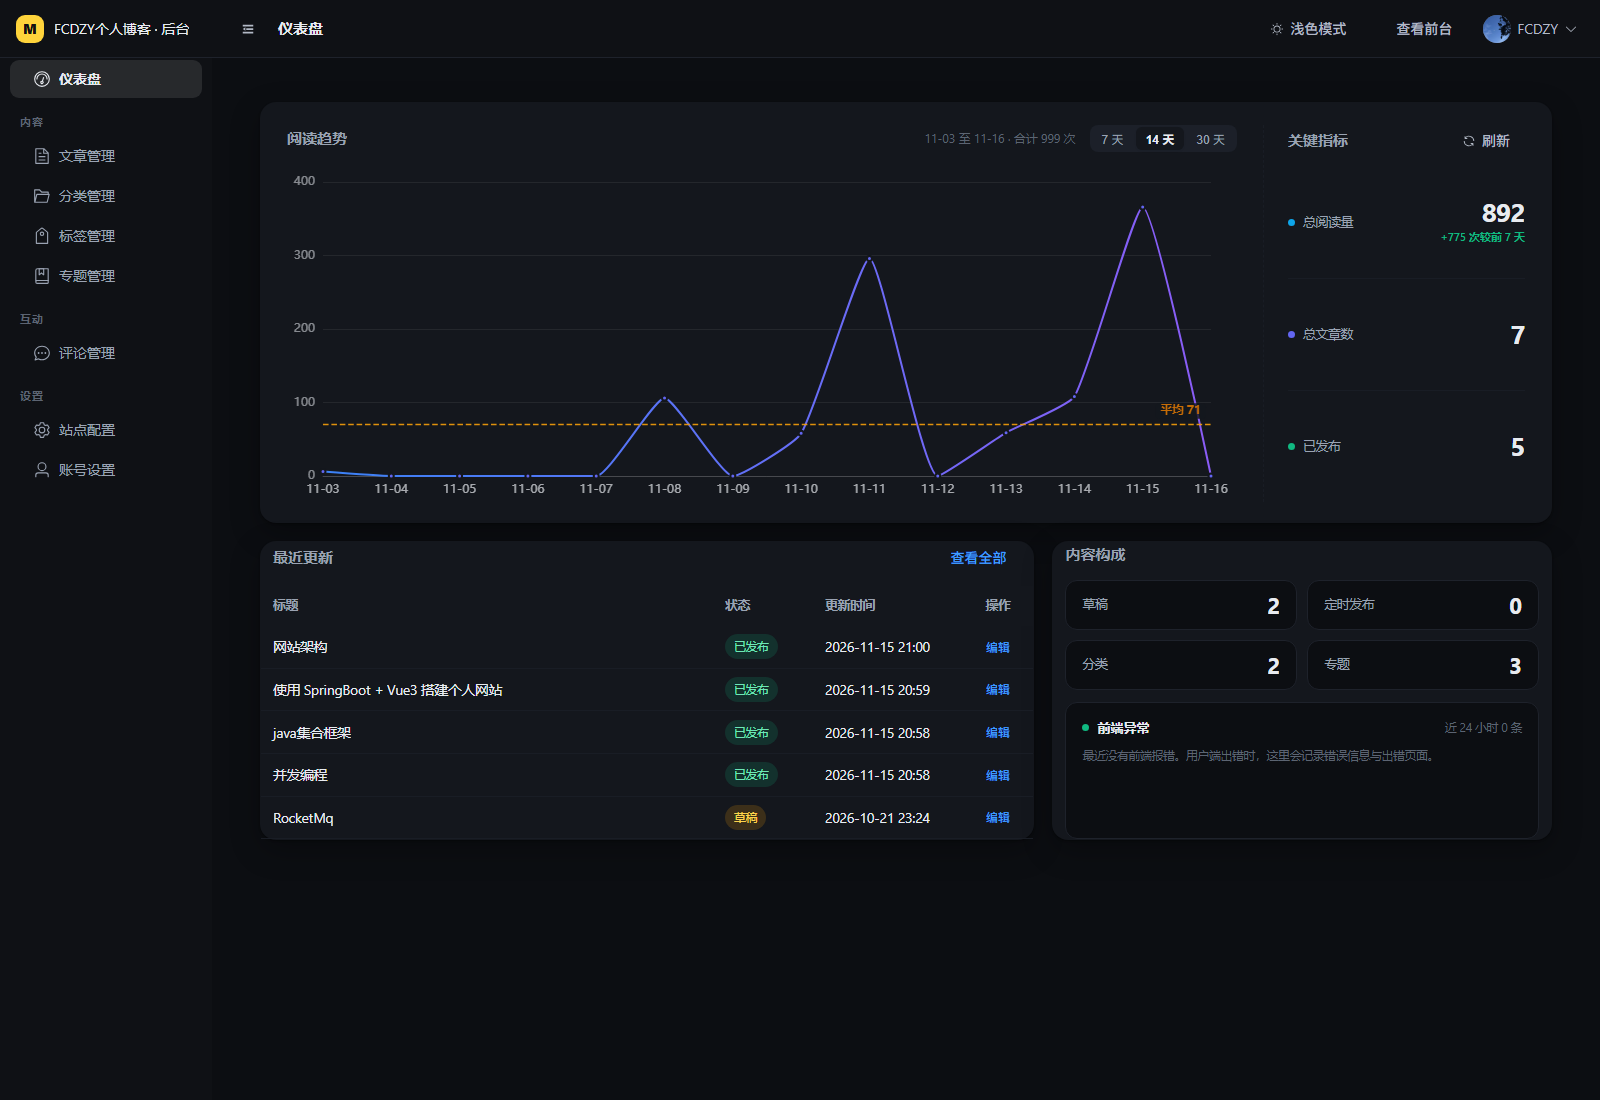 M FCDZY个人博客 · 后台
仪表盘
浅色模式
查看前台
FCDZY
仪表盘
内容
文章管理
分类管理
标签管理
专题管理
互动
评论管理
设置
站点配置
账号设置
阅读趋势
11-03 至 11-16 · 合计 999 次
7 天 14 天 30 天
400
300
200
100
0
平均 71
11-03 11-04 11-05 11-06 11-07 11-08 11-09 11-10 11-11 11-12 11-13 11-14 11-15 11-16
关键指标
刷新
总阅读量
892
+775 次较前 7 天
总文章数
7
已发布
5
最近更新
查看全部
标题 状态 更新时间 操作
网站架构 已发布 2026-11-15 21:00 编辑
使用 SpringBoot + Vue3 搭建个人网站 已发布 2026-11-15 20:59 编辑
java集合框架 已发布 2026-11-15 20:58 编辑
并发编程 已发布 2026-11-15 20:58 编辑
RocketMq 草稿 2026-10-21 23:24 编辑
内容构成
草稿 2
定时发布 0
分类 2
专题 3
前端异常
近 24 小时 0 条
最近没有前端报错。用户端出错时，这里会记录错误信息与出错页面。